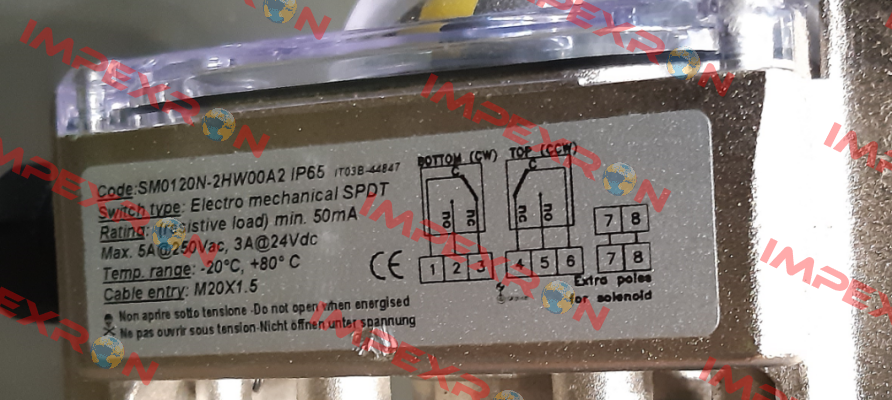 Code:SM0120N-2HW00A2 IP65 IT03B-44847
Switch type: Electro mechanical SPDT
Rating: (resistive load) min. 50mA
Max. 5A@250Vac, 3A@24Vdc
Temp. range: -20°C, +80° C
Cable entry: M20X1.5
Non aprire sotto tensione -Do not open when energised
Ne pas ouvrir sous tension-Nicht öffnen unter spannung
CE
BOTTOM (CW) TOP (CCW)
C C
NO NC NC NO
1 2 3 4 5 6
7 8
7 8
Extra poles
for solenoid
IMPEXRON
IMPEXRON
IMPEXRON
IMPEXRON
IMPEXRON